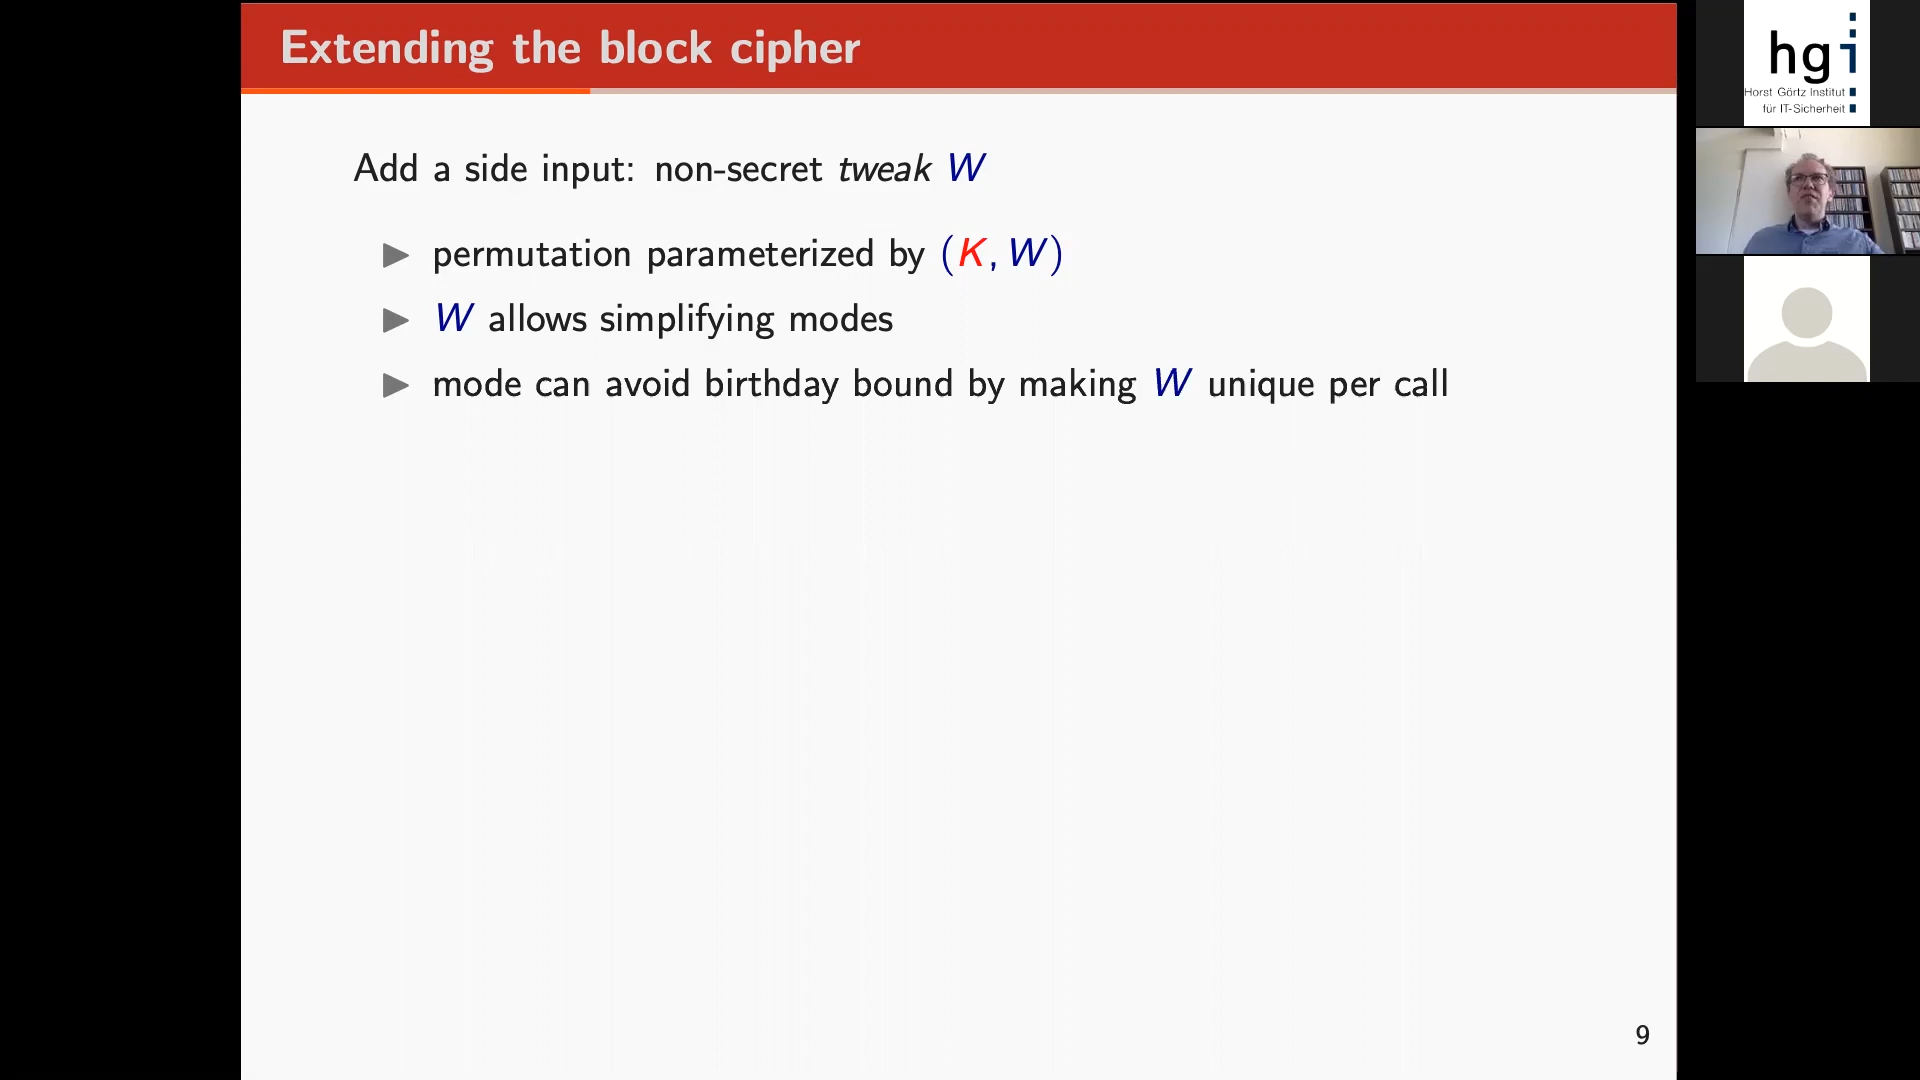 Extending the block cipher
Add a side input: non-secret tweak W
▶ permutation parameterized by (K, W)
▶ W allows simplifying modes
▶ mode can avoid birthday bound by making W unique per call
9
hgi
Horst Görtz Institut
für IT-Sicherheit